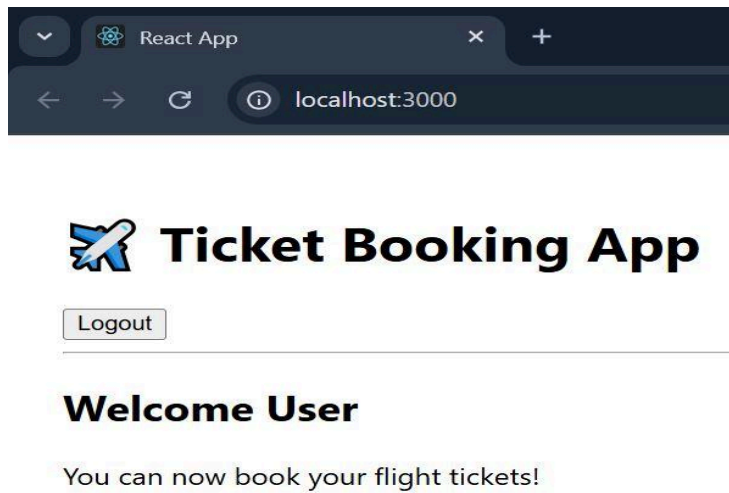 React App
localhost:3000
✈️ Ticket Booking App
Logout
Welcome User
You can now book your flight tickets!